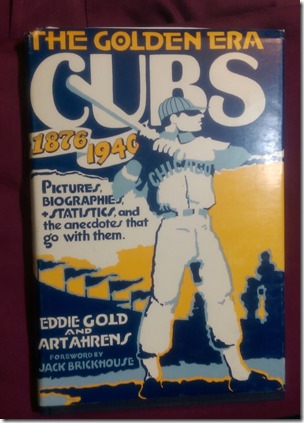 THE GOLDEN ERA
CUBS
1876
1940
PICTURES,
BIOGRAPHIES,
+STATISTICS, and
the anecdotes that
go with them.
CHICAGO
EDDIE GOLD
AND
ART AHRENS
FOREWORD BY
JACK BRICKHOUSE